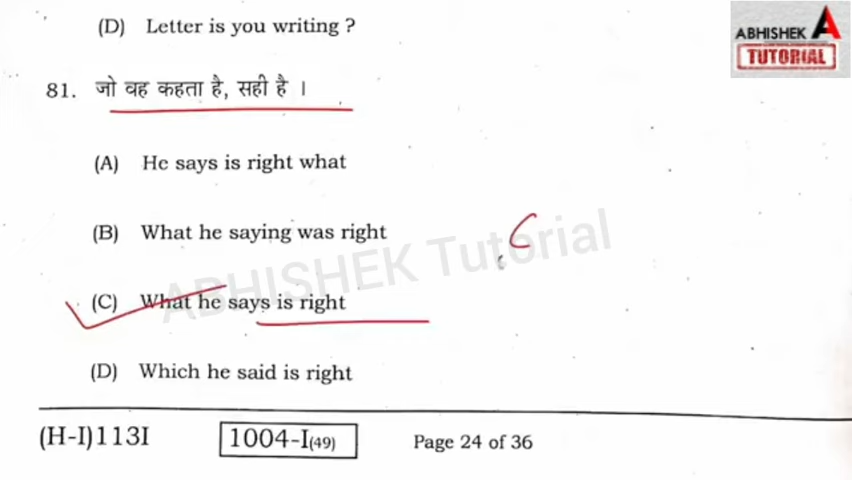 (D) Letter is you writing ?
ABHISHEK A
TUTORIAL
81. जो वह कहता है, सही है ।
(A) He says is right what
(B) What he saying was right
C
ABHISHEK Tutorial
(C) What he says is right
(D) Which he said is right
(H-I)113I 1004-I(49) Page 24 of 36